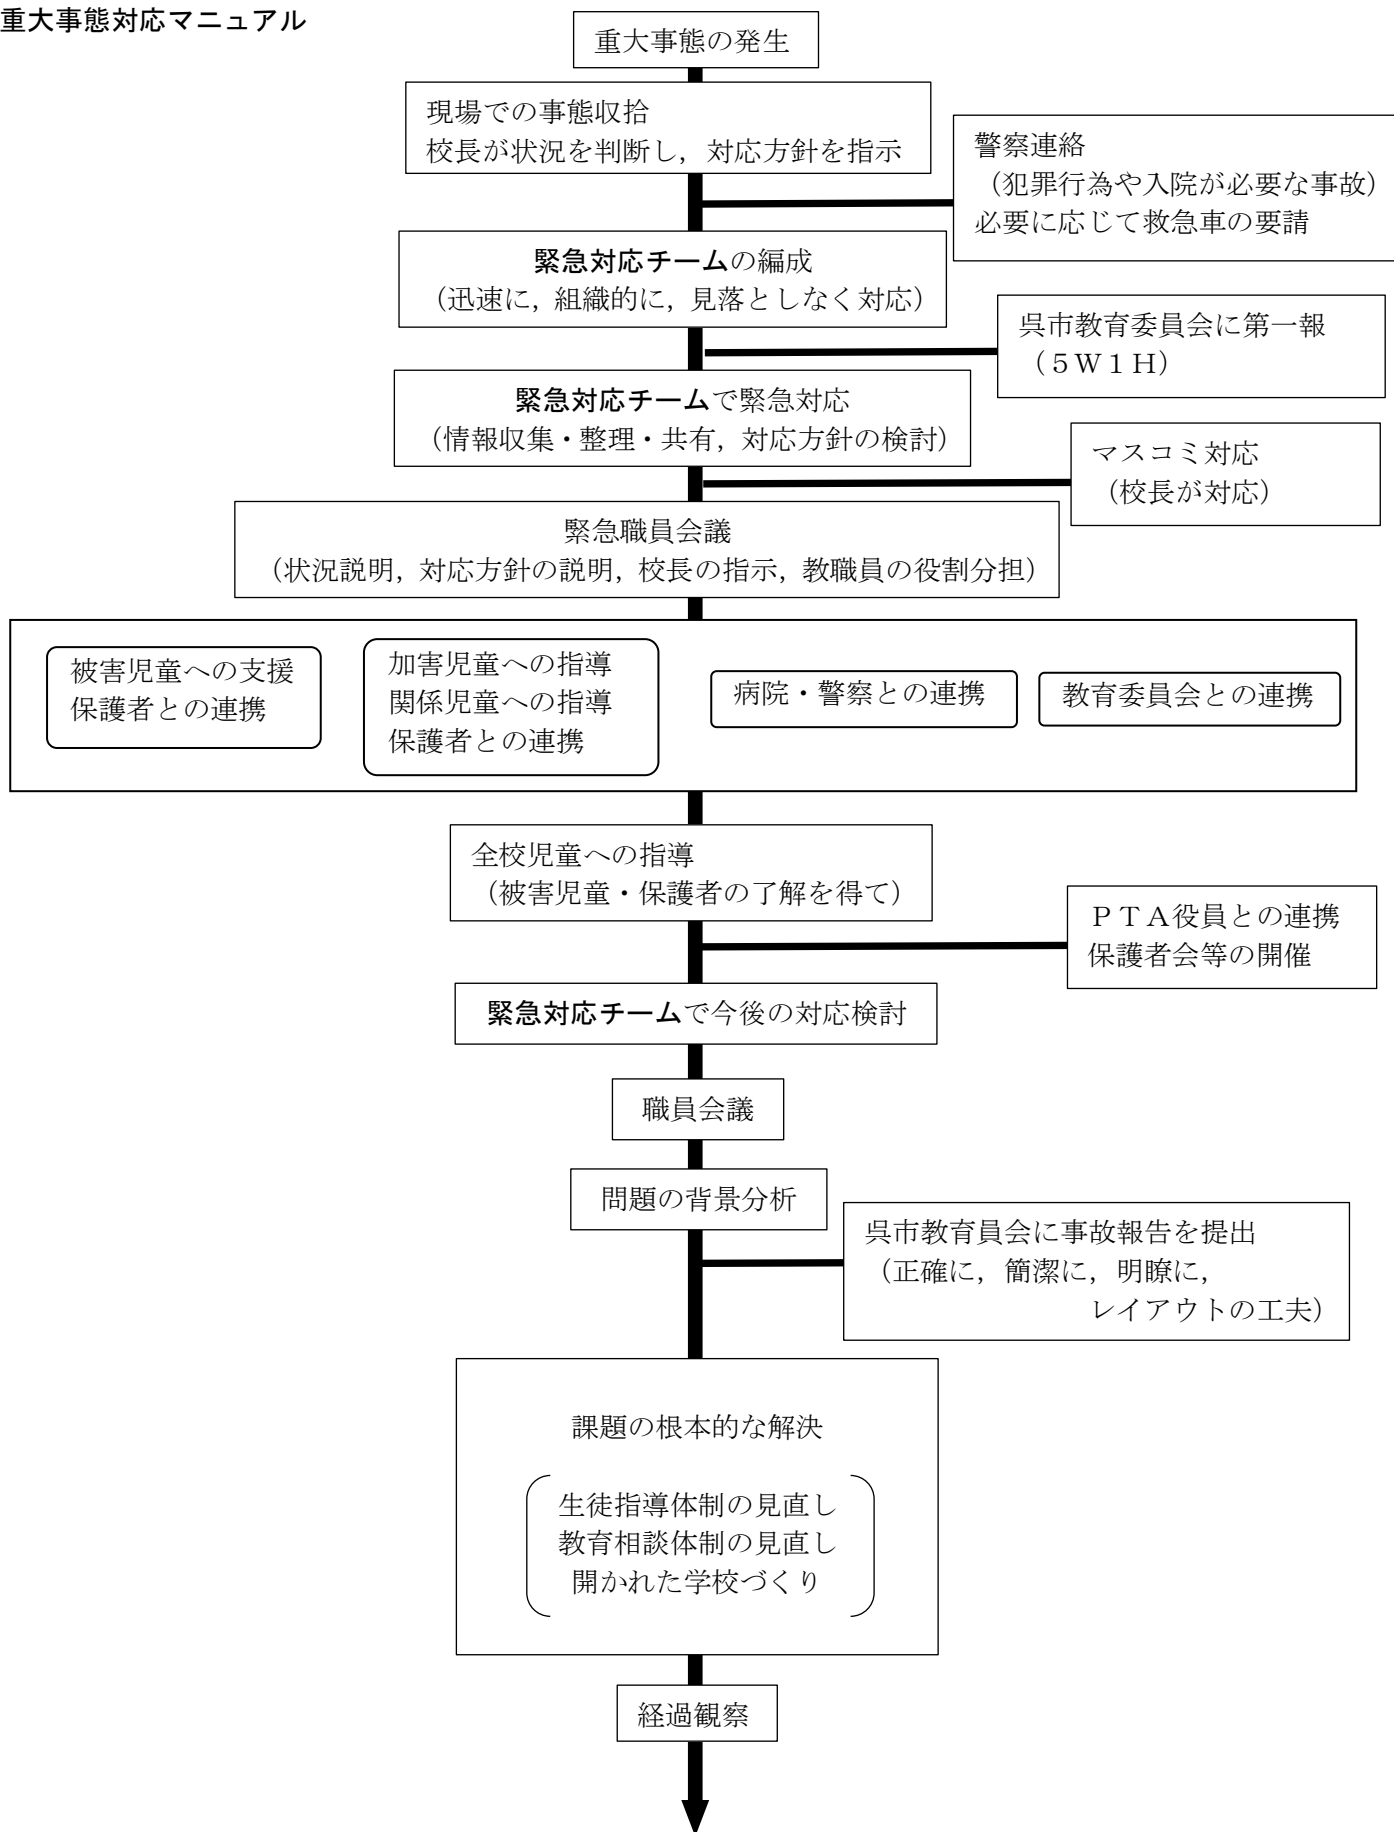 重大事態対応マニュアル
重大事態の発生
現場での事態収拾
校長が状況を判断し，対応方針を指示
警察連絡
（犯罪行為や入院が必要な事故）
必要に応じて救急車の要請
緊急対応チームの編成
（迅速に，組織的に，見落としなく対応）
呉市教育委員会に第一報
（５Ｗ１Ｈ）
緊急対応チームで緊急対応
（情報収集・整理・共有，対応方針の検討）
マスコミ対応
（校長が対応）
緊急職員会議
（状況説明，対応方針の説明，校長の指示，教職員の役割分担）
被害児童への支援
保護者との連携
加害児童への指導
関係児童への指導
保護者との連携
病院・警察との連携
教育委員会との連携
全校児童への指導
（被害児童・保護者の了解を得て）
ＰＴＡ役員との連携
保護者会等の開催
緊急対応チームで今後の対応検討
職員会議
問題の背景分析
呉市教育員会に事故報告を提出
（正確に，簡潔に，明瞭に，
レイアウトの工夫）
課題の根本的な解決
生徒指導体制の見直し
教育相談体制の見直し
開かれた学校づくり
経過観察